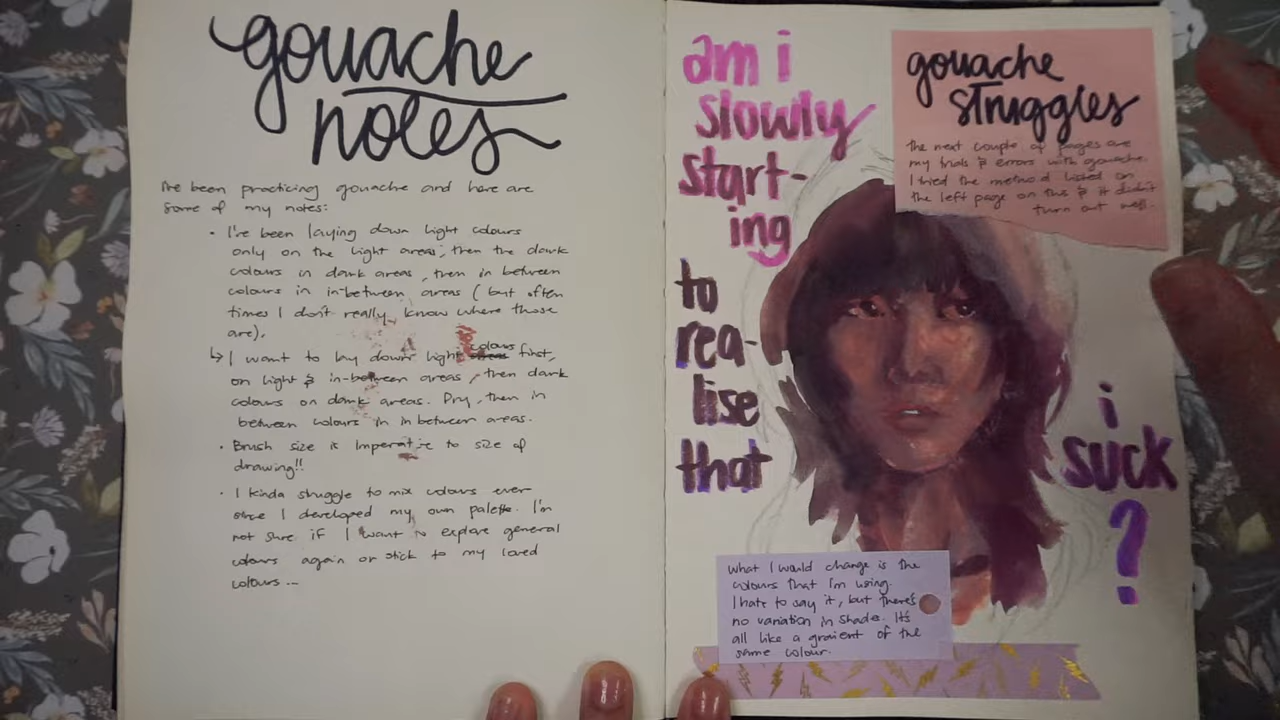 gouache
notes
I've been practicing gouache and here are
some of my notes:
• I've been laying down light colours
only on the light areas, then the dark
colours in dark areas, then in between
colours in in-between areas (but often
times I don't really know where those
are).
↳ I want to lay down light colours first,
on light & in-between areas, then dark
colours on dark areas. Dry, then in
between colours in in between areas.
• Brush size is Imperative to size of
drawing!!
• I kinda struggle to mix colours ever
since I developed my own palette. I'm
not sure if I want to explore general
colours again or stick to my loved
colours...
am i
slowly
start-
ing
to
rea-
lise
that
i
suck
?
gouache
struggles
the next couple of pages are
my trials & errors with gouache.
I tried the method listed on
the left page on this & it didn't
turn out well.
What I would change is the
colours that I'm using.
I hate to say it, but there's
no variation in shade. It's
all like a graient of the
same colour.